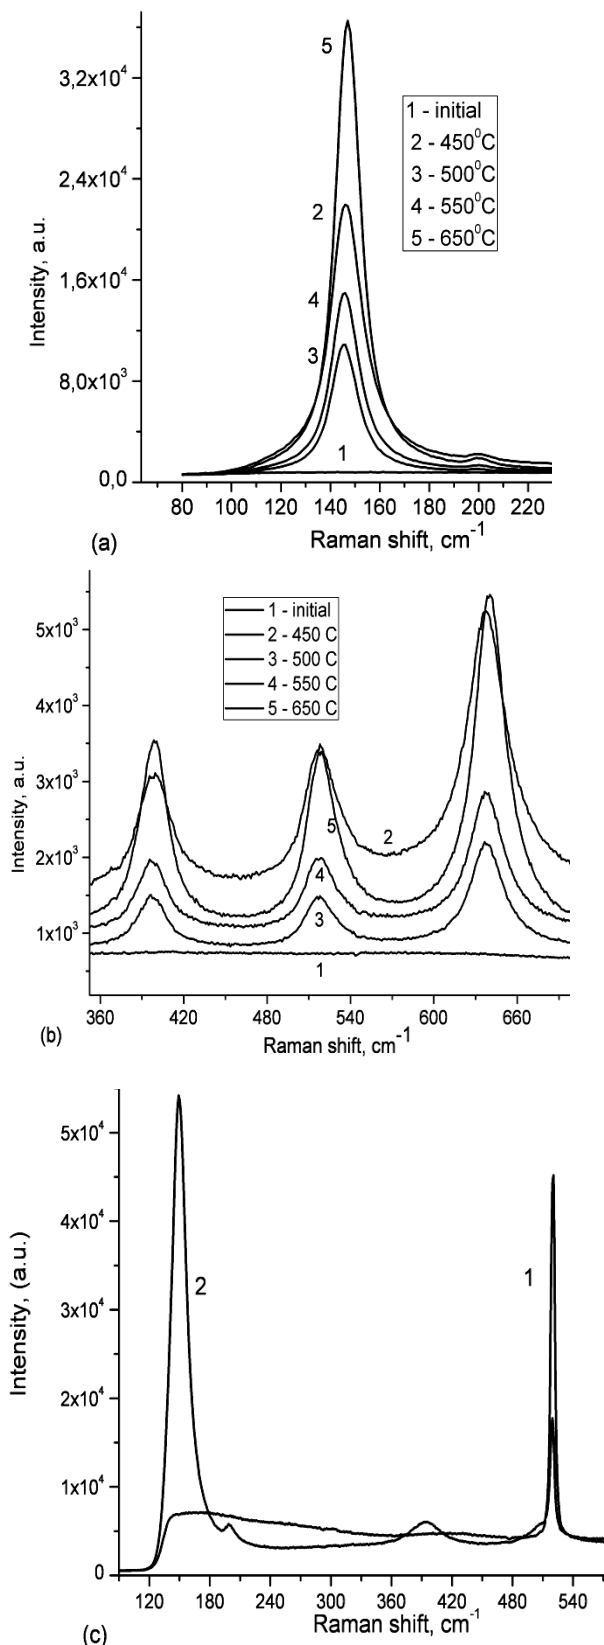 5
3,2x10⁴
1 - initial
2 - 450⁰C
3 - 500⁰C
4 - 550⁰C
5 - 650⁰C
2,4x10⁴
2
1,6x10⁴
4
3
8,0x10³
1
0,0
Intensity, a.u.
80 100 120 140 160 180 200 220
(a)
Raman shift, cm⁻¹
1 - initial
2 - 450 C
3 - 500 C
4 - 550 C
5 - 650 C
5x10³
4x10³
3x10³
5
2
2x10³
4
3
1x10³
1
Intensity, a.u.
360 420 480 540 600 660
(b)
Raman shift, cm⁻¹
5x10⁴
4x10⁴
2
1
3x10⁴
2x10⁴
1x10⁴
0
Intensity, (a.u.)
120 180 240 300 360 420 480 540
Raman shift, cm⁻¹
(c)